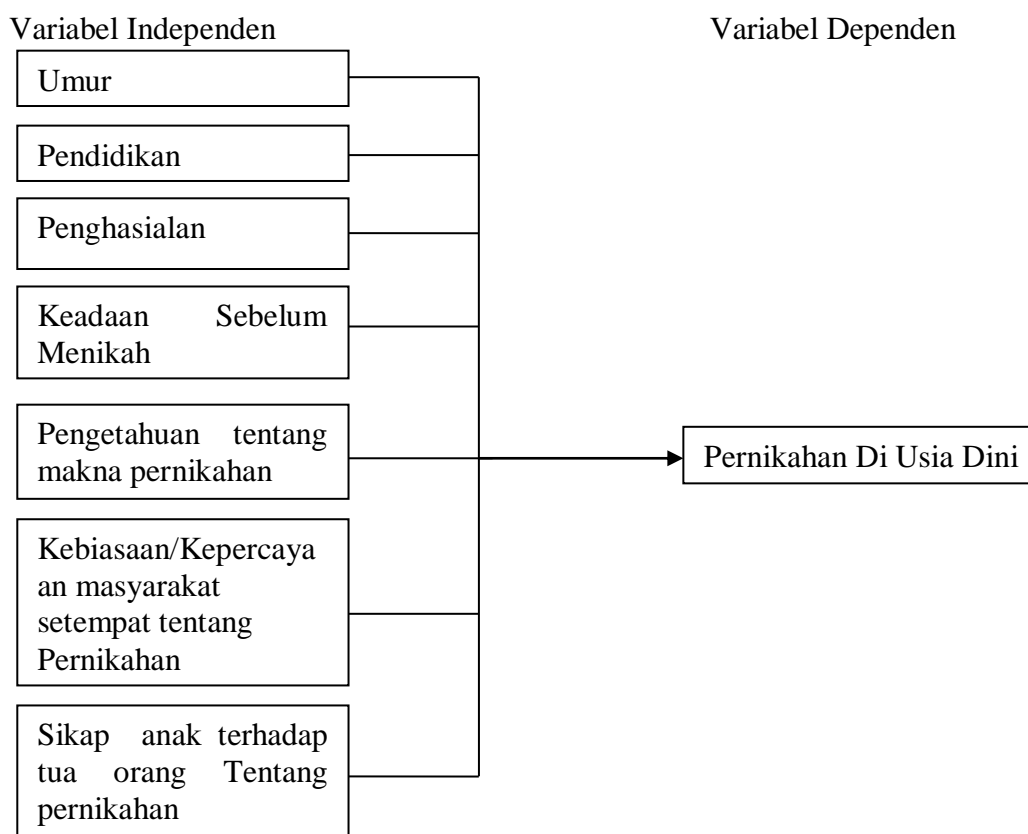 Variabel Independen
Variabel Dependen
Umur
Pendidikan
Penghasialan
Keadaan Sebelum
Menikah
Pengetahuan tentang
makna pernikahan
Pernikahan Di Usia Dini
Kebiasaan/Kepercaya
an masyarakat
setempat tentang
Pernikahan
Sikap anak terhadap
tua orang Tentang
pernikahan